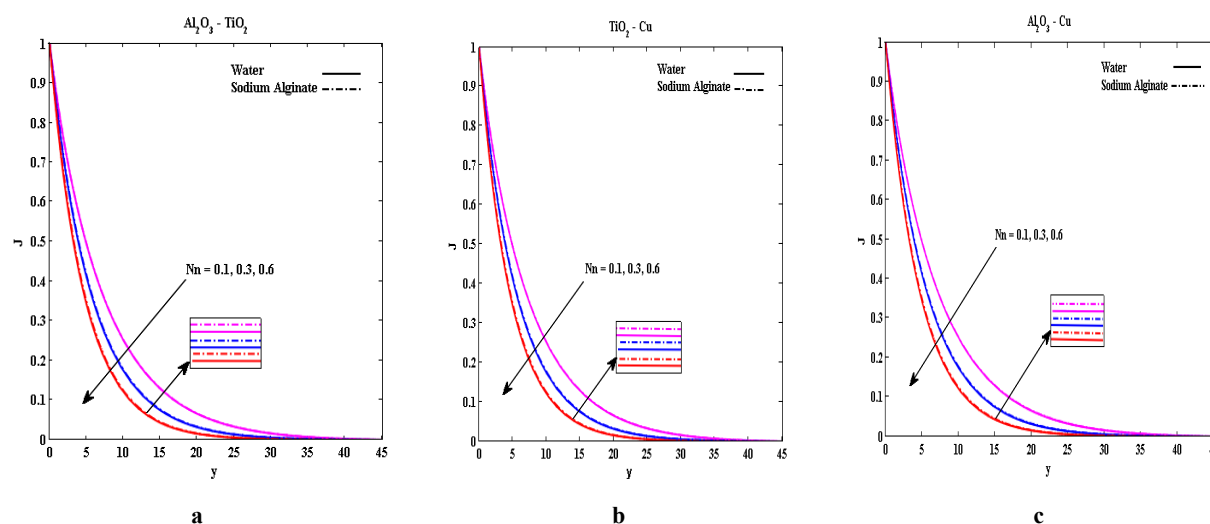 Al₂O₃ - TiO₂
1
0.9
0.8
0.7
0.6
0.5
0.4
0.3
0.2
0.1
0
J
Water
Sodium Alginate
Nn = 0.1, 0.3, 0.6
0 5 10 15 20 25 30 35 40 45
y
a
TiO₂ - Cu
1
0.9
0.8
0.7
0.6
0.5
0.4
0.3
0.2
0.1
0
J
Water
Sodium Alginate
Nn = 0.1, 0.3, 0.6
0 5 10 15 20 25 30 35 40 45
y
b
Al₂O₃ - Cu
1
0.9
0.8
0.7
0.6
0.5
0.4
0.3
0.2
0.1
0
J
Water
Sodium Alginate
Nn = 0.1, 0.3, 0.6
0 5 10 15 20 25 30 35 40 45
y
c